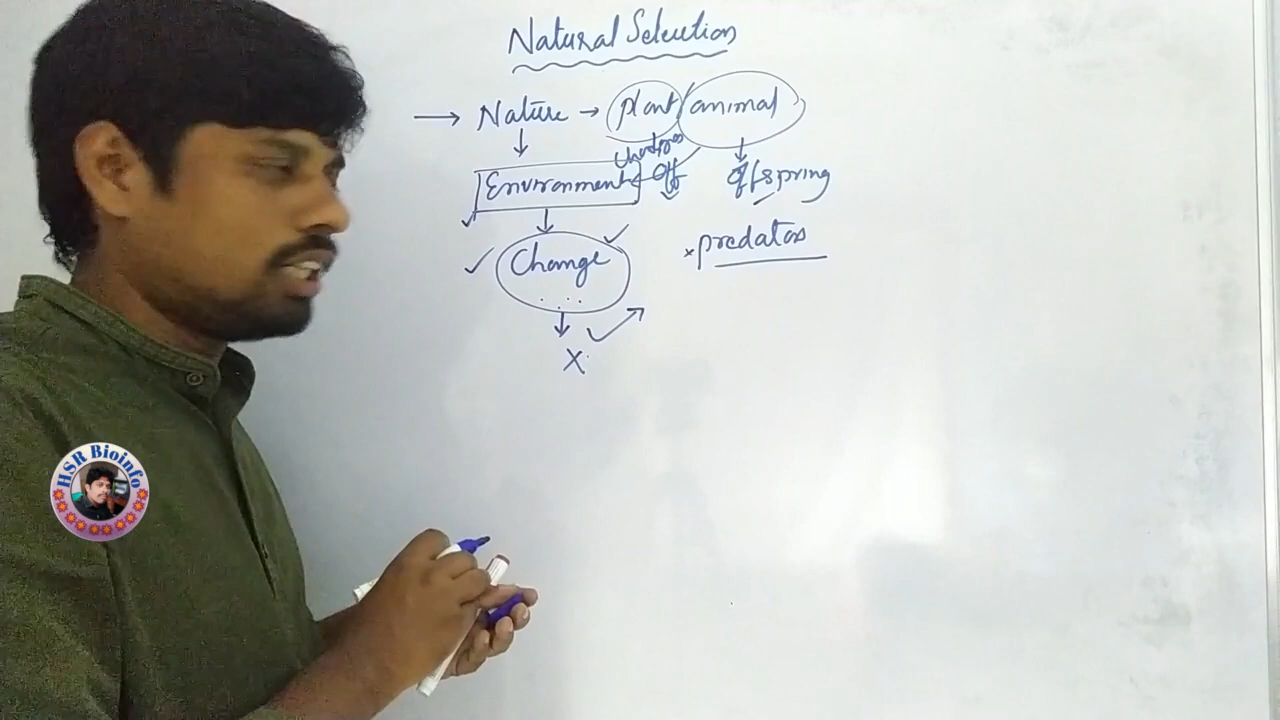 Natural Selection
→ Nature → plant / animal
Environment ← Off
offspring
Change
x predators
....
X
HSR Bioinfo